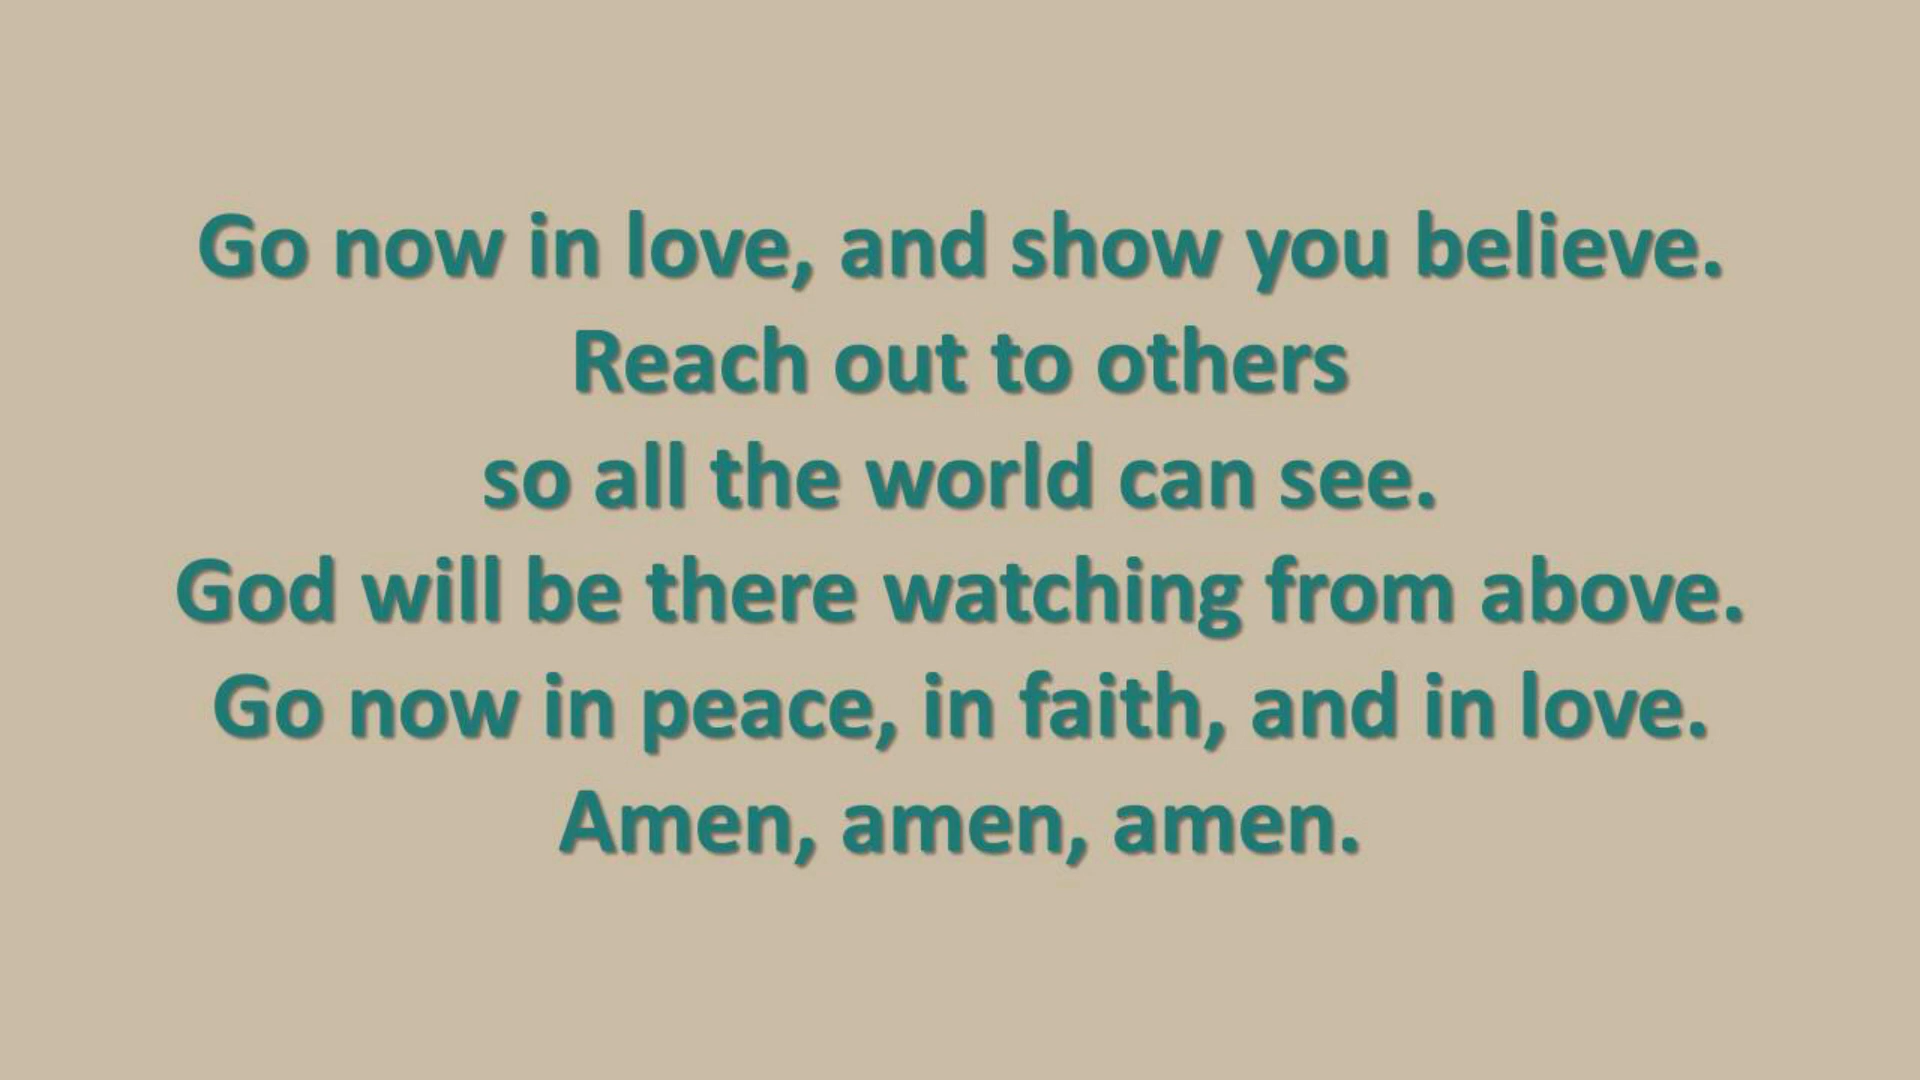 Go now in love, and show you believe.
Reach out to others
so all the world can see.
God will be there watching from above.
Go now in peace, in faith, and in love.
Amen, amen, amen.